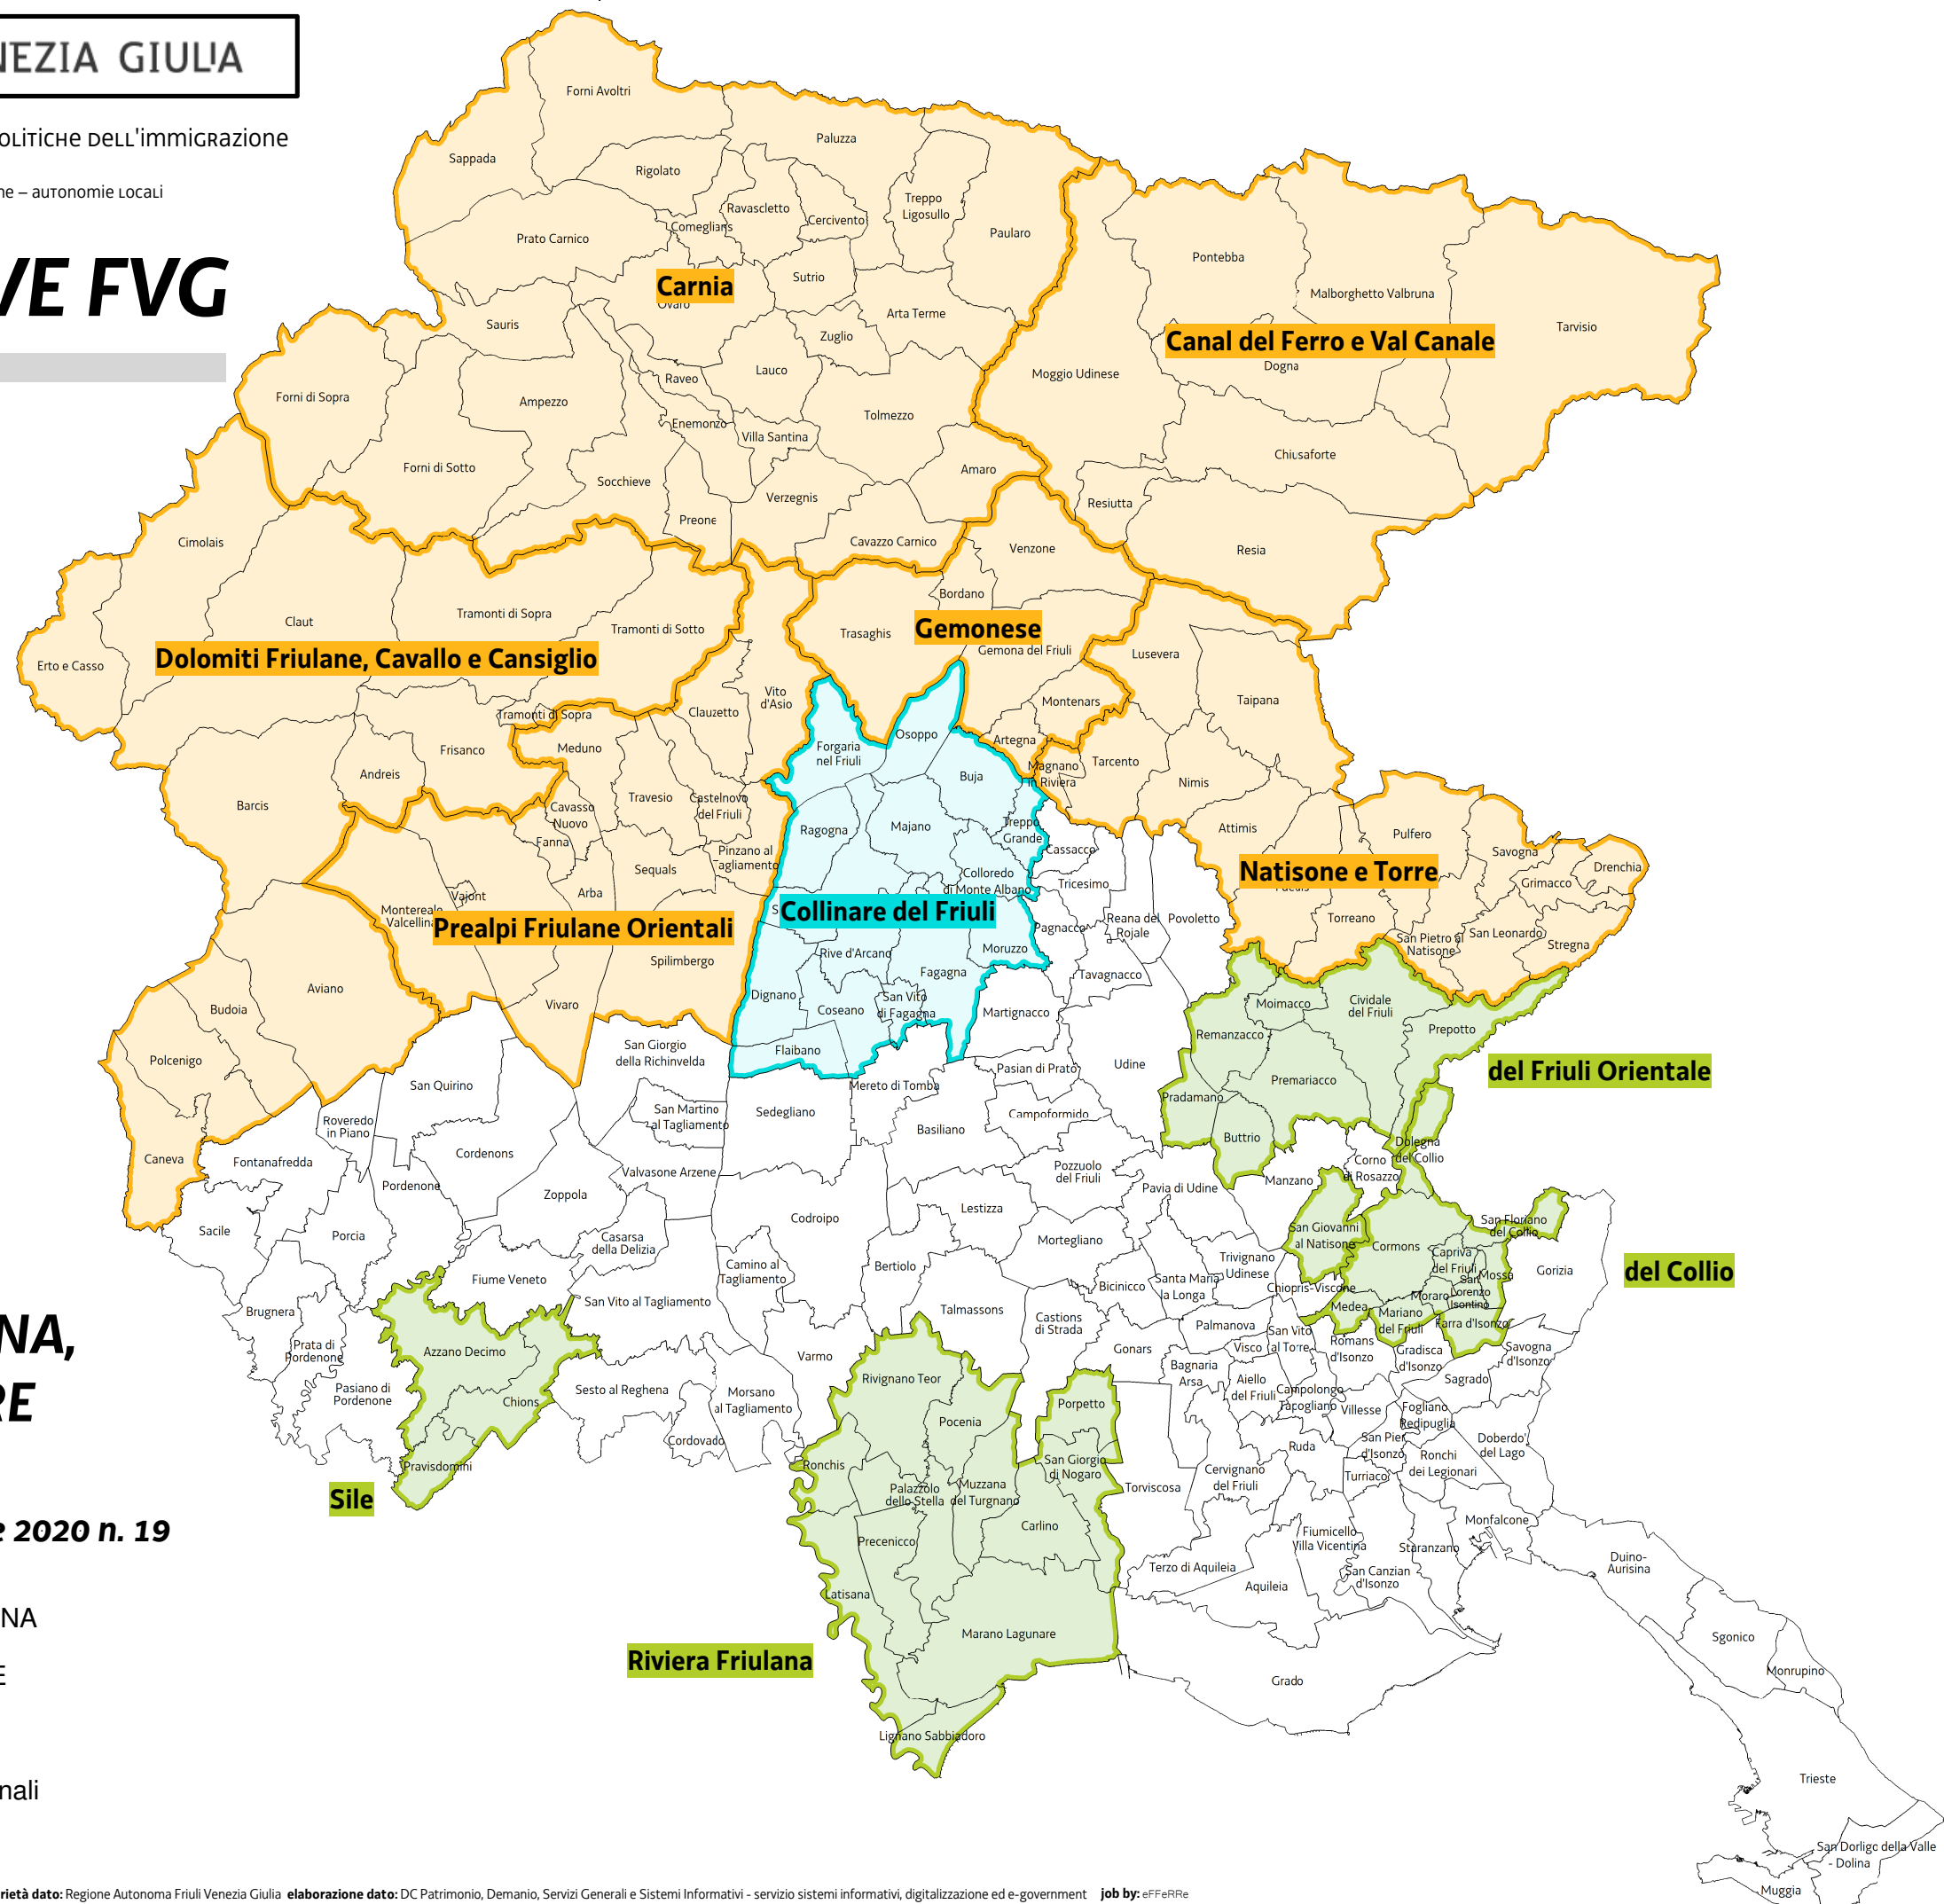 NEZIA GIULIA
OLITICHE DELL'IMMIGRAZIONE
ne – autonomie locali
VE FVG
NA,
RE
e 2020 n. 19
NA
E
nali
Forni Avoltri
Sappada
Paluzza
Rigolato
Ravascletto
Cercivento
Treppo
Ligosullo
Comeglians
Prato Carnico
Paularo
Carnia
Ovaro
Sutrio
Arta Terme
Zuglio
Sauris
Lauco
Raveo
Forni di Sopra
Ampezzo
Enemonzo
Villa Santina
Tolmezzo
Forni di Sotto
Socchieve
Amaro
Verzegnis
Preone
Cavazzo Carnico
Pontebba
Malborghetto Valbruna
Tarvisio
Canal del Ferro e Val Canale
Dogna
Moggio Udinese
Chiusaforte
Resiutta
Resia
Cimolais
Claut
Tramonti di Sopra
Tramonti di Sotto
Erto e Casso
Dolomiti Friulane, Cavallo e Cansiglio
Tramonti di Sopra
Frisanco
Andreis
Barcis
Aviano
Budoia
Polcenigo
Caneva
Venzone
Bordano
Trasaghis
Gemonese
Gemona del Friuli
Montenars
Artegna
Lusevera
Taipana
Magnano
in Riviera
Tarcento
Nimis
Attimis
Pulfero
Savogna
Drenchia
Grimacco
Natisone e Torre
Torreano
San Pietro al
Natisone
San Leonardo
Stregna
Vito
d'Asio
Clauzetto
Meduno
Travesio
Castelnovo
del Friuli
Cavasso
Nuovo
Fanna
Pinzano al
Tagliamento
Sequals
Arba
Vajont
Montereale
Valcellina
Prealpi Friulane Orientali
Spilimbergo
Vivaro
Forgaria
nel Friuli
Osoppo
Buja
Ragogna
Majano
Treppo
Grande
Colloredo
di Monte Albano
Collinare del Friuli
Rive d'Arcano
Moruzzo
Fagagna
Dignano
Coseano
San Vito
di Fagagna
Flaibano
Cassacco
Tricesimo
Pagnacco
Reana del
Rojale
Povoletto
Tavagnacco
Martignacco
Pasian di Prato
Udine
Moimacco
Cividale
del Friuli
Remanzacco
Prepotto
Premariacco
Pradamano
Buttrio
del Friuli Orientale
Dolegna
del Collio
Corno
di Rosazzo
Manzano
San Giovanni
al Natisone
San Giorgio
della Richinvelda
San Quirino
Roveredo
in Piano
San Martino
al Tagliamento
Sedegliano
Mereto di Tomba
Campoformido
Basiliano
Fontanafredda
Cordenons
Valvasone Arzene
Pordenone
Zoppola
Sacile
Porcia
Casarsa
della Delizia
Codroipo
Lestizza
Pozzuolo
del Friuli
Pavia di Udine
Mortegliano
Camino al
Tagliamento
Bertiolo
Fiume Veneto
San Vito al Tagliamento
Talmassons
Bicinicco
Santa Maria
la Longa
Trivignano
Udinese
Chiopris-Viscone
Cormons
San Floriano
del Collio
Capriva
del Friuli
Mossa
San
Lorenzo
Isontino
Moraro
Gorizia
del Collio
Medea
Mariano
del Friuli
Farra d'Isonzo
Brugnera
Prata di
Pordenone
Pasiano di
Pordenone
Azzano Decimo
Chions
Pravisdomini
Sile
Sesto al Reghena
Morsano
al Tagliamento
Cordovado
Varmo
Castions
di Strada
Gonars
Palmanova
Visco
San Vito
al Torre
Romans
d'Isonzo
Gradisca
d'Isonzo
Savogna
d'Isonzo
Bagnaria
Arsa
Aiello
del Friuli
Campolongo
Tapogliano
Villesse
Sagrado
Fogliano
Redipuglia
Rivignano Teor
Pocenia
Porpetto
Ronchis
San Giorgio
di Nogaro
Palazzolo
dello Stella
Muzzana
del Turgnano
Carlino
Precenicco
Latisana
Marano Lagunare
Lignano Sabbiadoro
Riviera Friulana
Torviscosa
Cervignano
del Friuli
Ruda
San Pier
d'Isonzo
Ronchi
dei Legionari
Doberdo'
del Lago
Turriaco
Monfalcone
Fiumicello
Villa Vicentina
Staranzano
Terzo di Aquileia
Aquileia
San Canzian
d'Isonzo
Duino-
Aurisina
Grado
Sgonico
Monrupino
Trieste
San Dorligo della Valle
- Dolina
Muggia
rietà dato: Regione Autonoma Friuli Venezia Giulia elaborazione dato: DC Patrimonio, Demanio, Servizi Generali e Sistemi Informativi - servizio sistemi informativi, digitalizzazione ed e-government job by: eFFeRRe